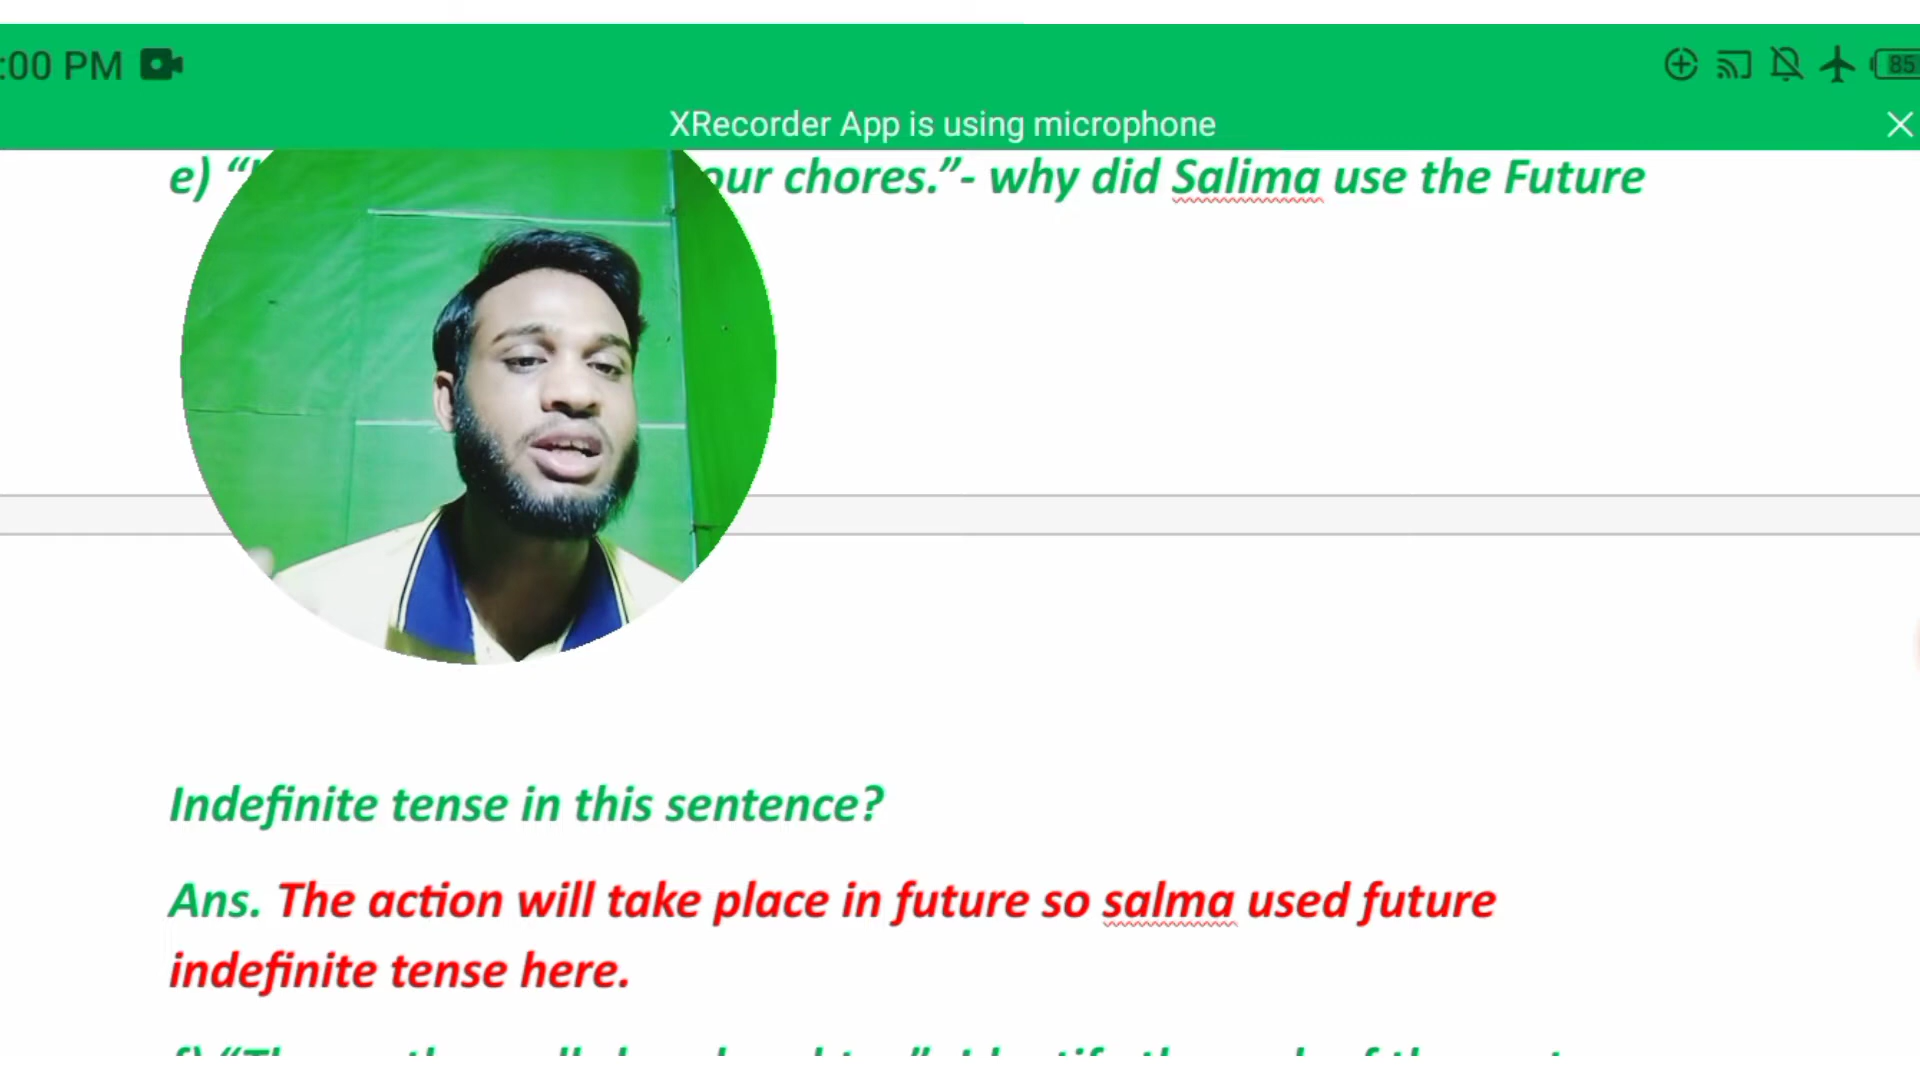 :00 PM
85
XRecorder App is using microphone
e) “ our chores.”- why did Salima use the Future
Indefinite tense in this sentence?
Ans. The action will take place in future so salma used future
indefinite tense here.